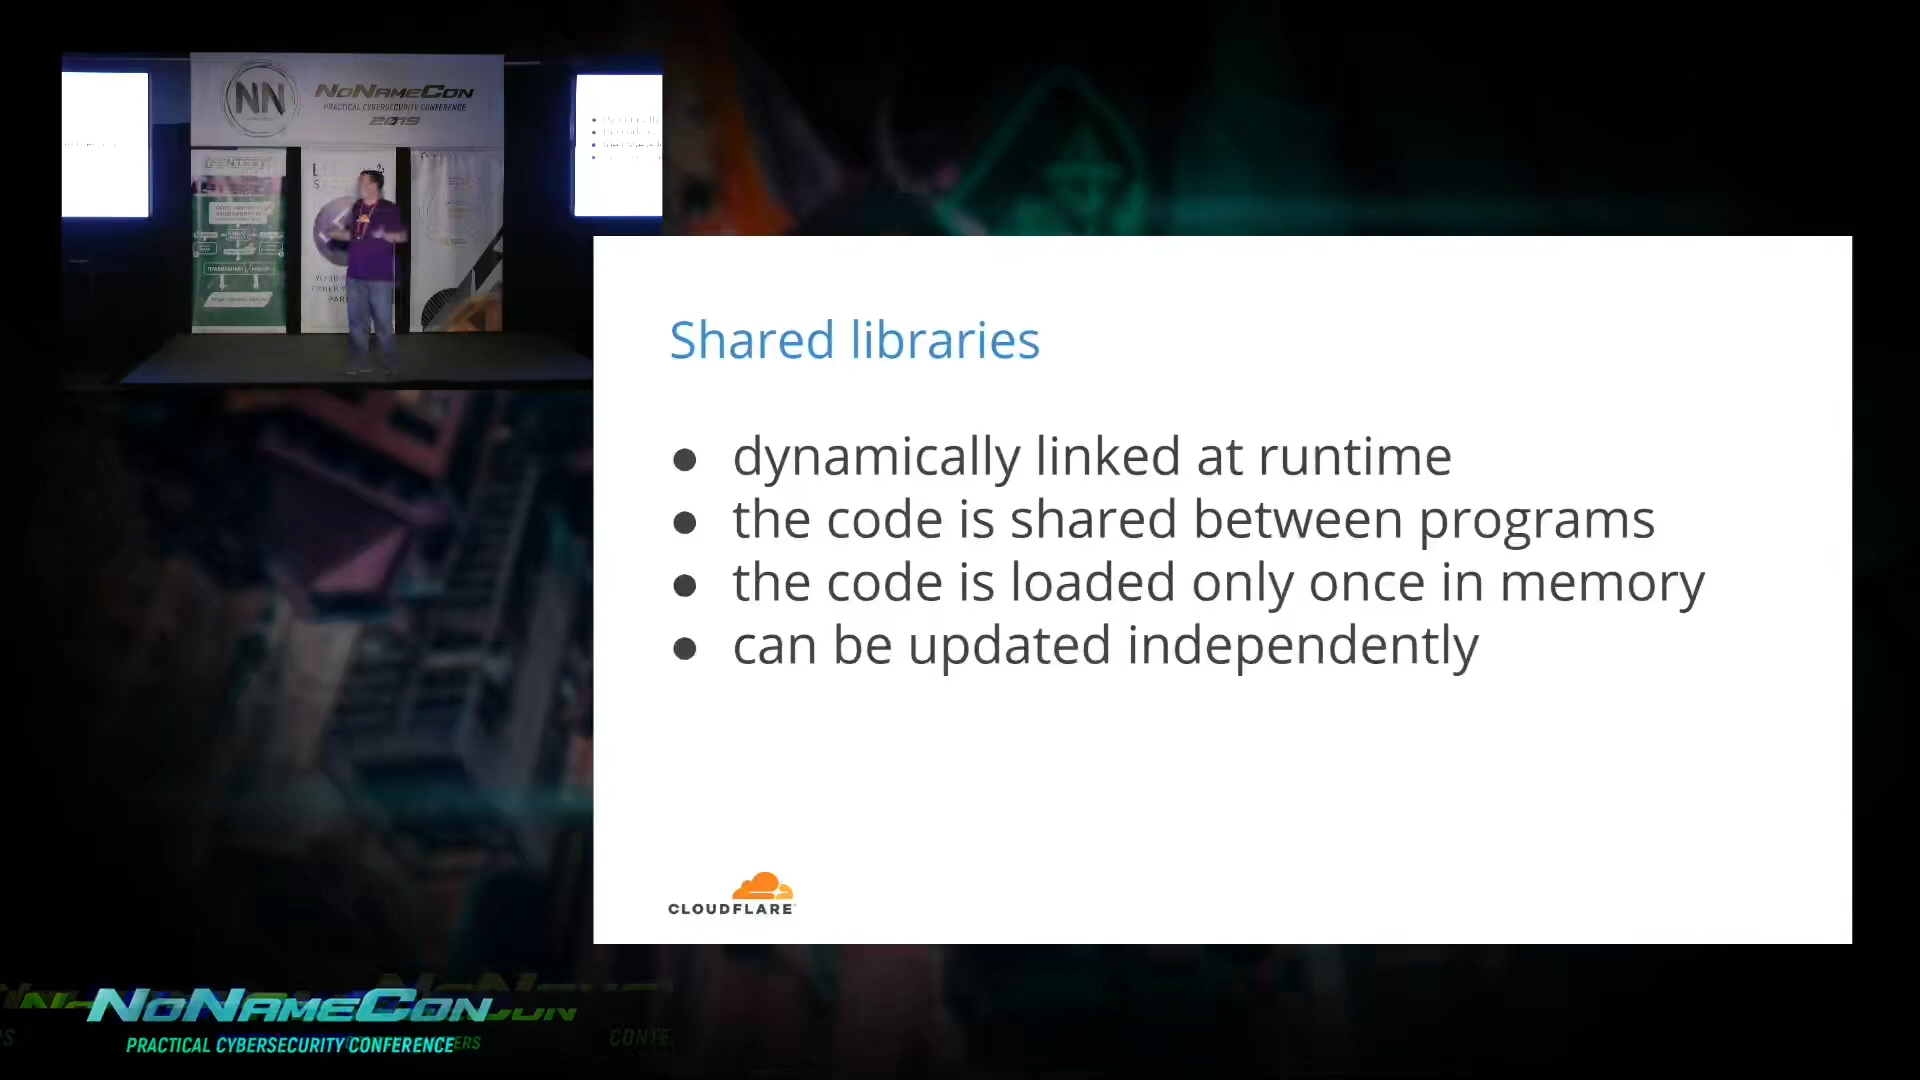 NN
NoNameCon
PRACTICAL CYBERSECURITY CONFERENCE
2019
Shared libraries
● dynamically linked at runtime
● the code is shared between programs
● the code is loaded only once in memory
● can be updated independently
CLOUDFLARE
NoNameCon
PRACTICAL CYBERSECURITY CONFERENCE